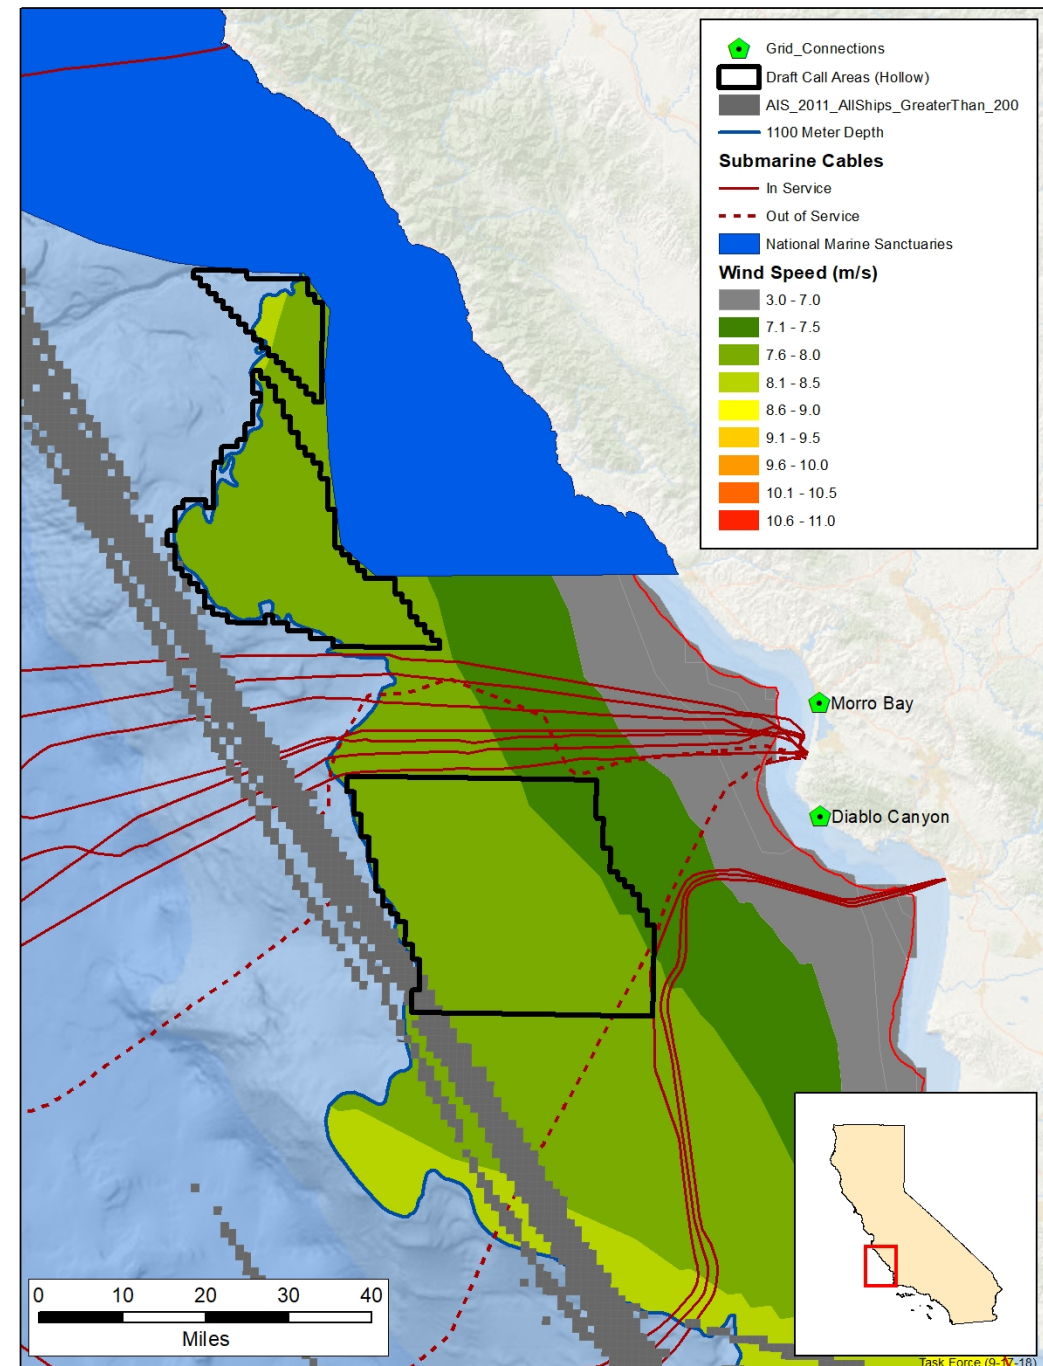 Grid_Connections
Draft Call Areas (Hollow)
AIS_2011_AllShips_GreaterThan_200
1100 Meter Depth
Submarine Cables
In Service
Out of Service
National Marine Sanctuaries
Wind Speed (m/s)
3.0 - 7.0
7.1 - 7.5
7.6 - 8.0
8.1 - 8.5
8.6 - 9.0
9.1 - 9.5
9.6 - 10.0
10.1 - 10.5
10.6 - 11.0
Morro Bay
Diablo Canyon
0 10 20 30 40
Miles
Task Force (9-17-18)